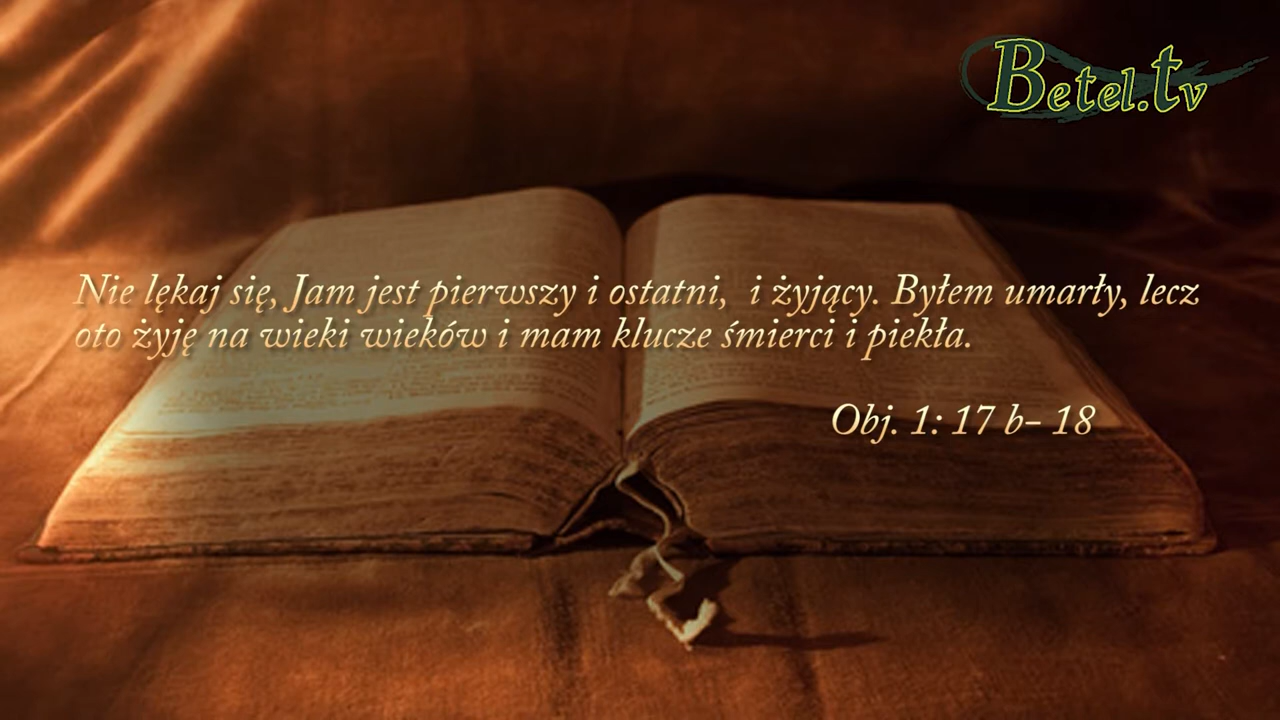 Betel.tv
Nie lękaj się, Jam jest pierwszy i ostatni,  i żyjący. Byłem umarły, lecz
oto żyję na wieki wieków i mam klucze śmierci i piekła.
Obj. 1: 17 b- 18